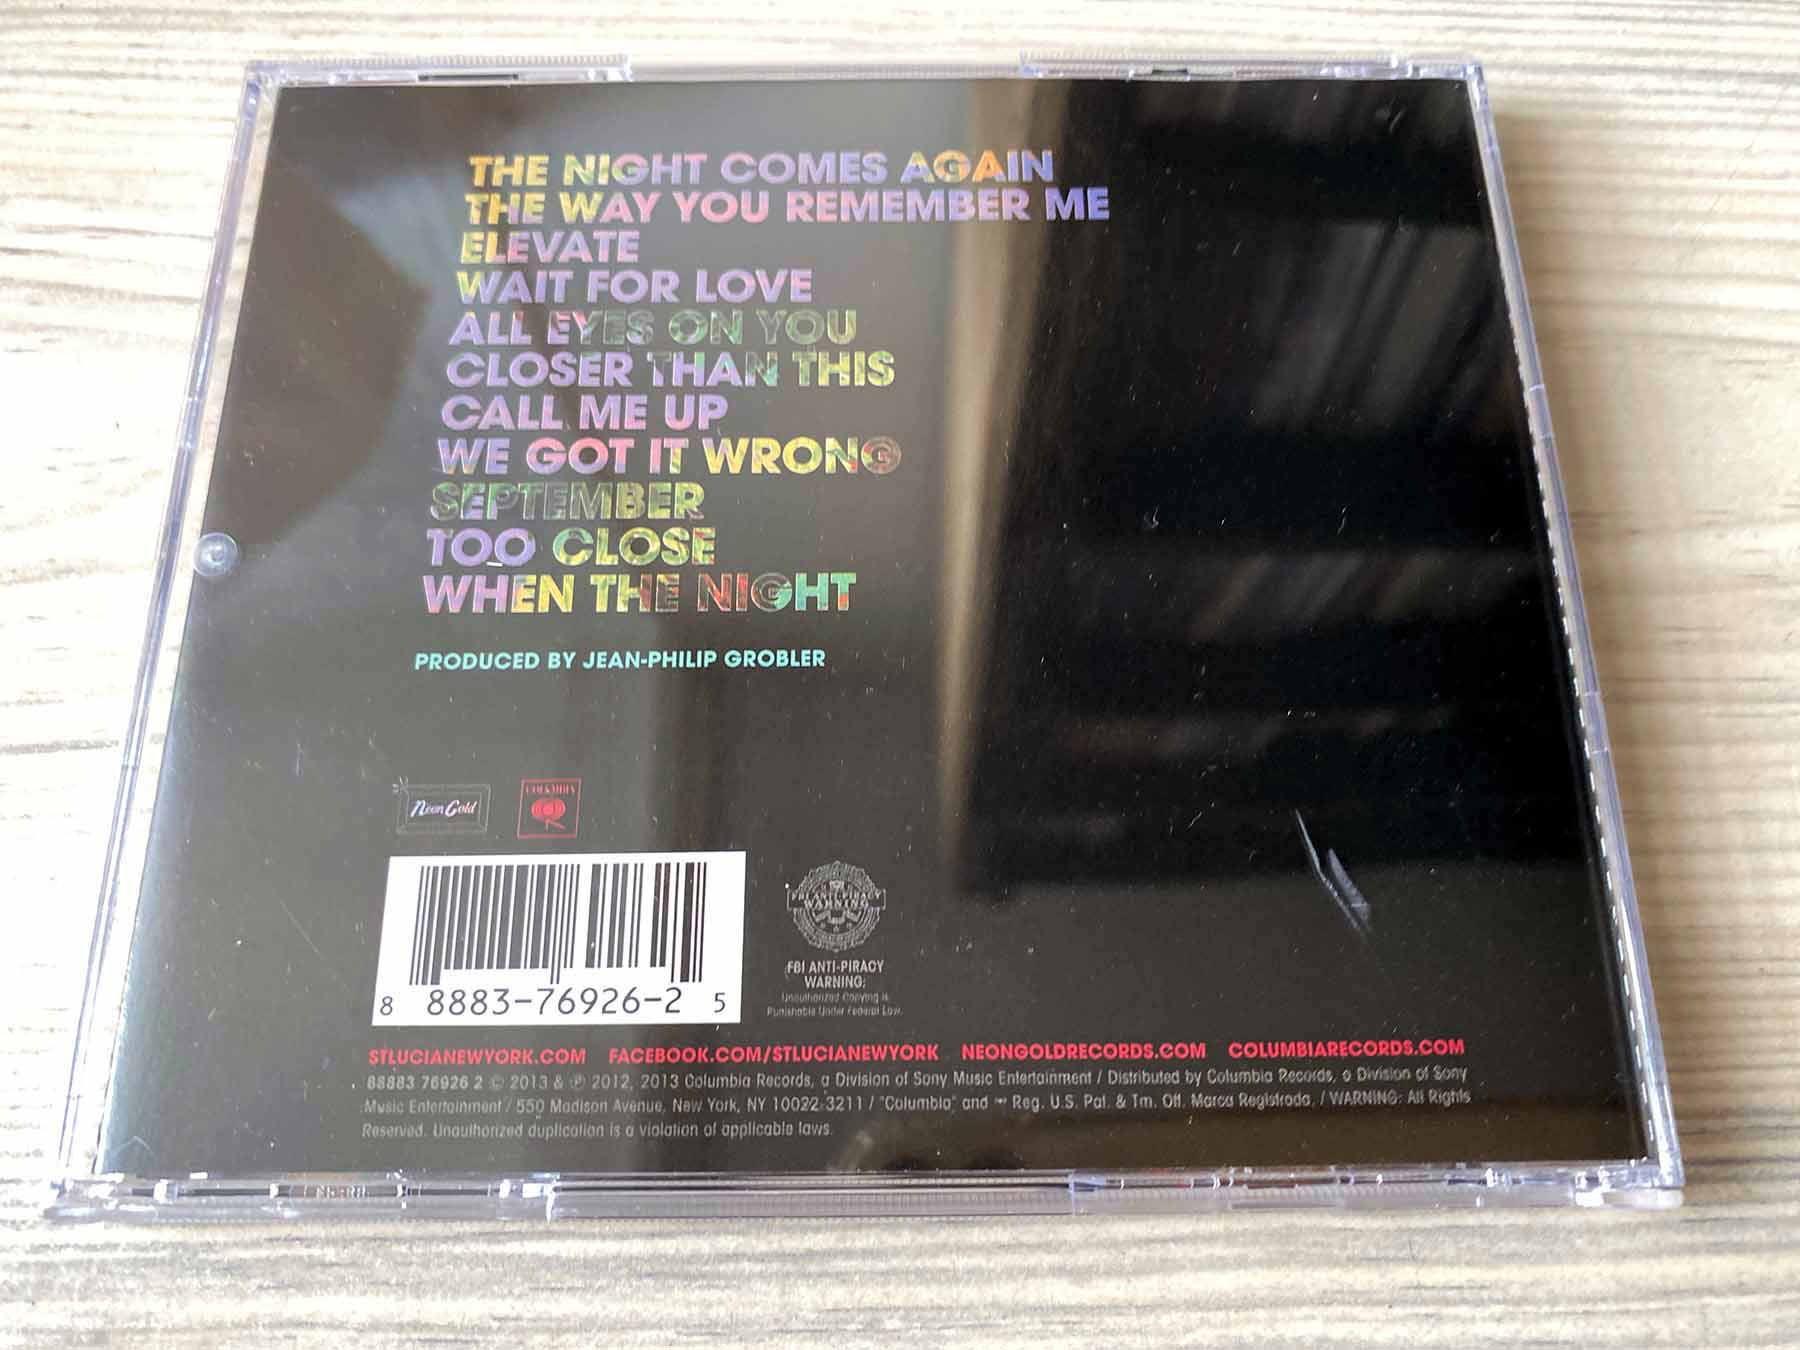 THE NIGHT COMES AGAIN
THE WAY YOU REMEMBER ME
ELEVATE
WAIT FOR LOVE
ALL EYES ON YOU
CLOSER THAN THIS
CALL ME UP
WE GOT IT WRONG
SEPTEMBER
TOO CLOSE
WHEN THE NIGHT
PRODUCED BY JEAN-PHILIP GROBLER
Neon Gold
COLUMBIA
8 8883-76926-2 5
FBI ANTI-PIRACY
WARNING
FBI ANTI-PIRACY
WARNING:
Unauthorized Copying is
Punishable Under Federal Law.
STLUCIANEWYORK.COM FACEBOOK.COM/STLUCIANEWYORK NEONGOLDRECORDS.COM COLUMBIARECORDS.COM
88883 76926 2 © 2013 & ℗ 2012, 2013 Columbia Records, a Division of Sony Music Entertainment / Distributed by Columbia Records, a Division of Sony
Music Entertainment / 550 Madison Avenue, New York, NY 10022-3211 / "Columbia" and ™ Reg. U.S. Pat. & Tm. Off. Marca Registrada. / WARNING: All Rights
Reserved. Unauthorized duplication is a violation of applicable laws.